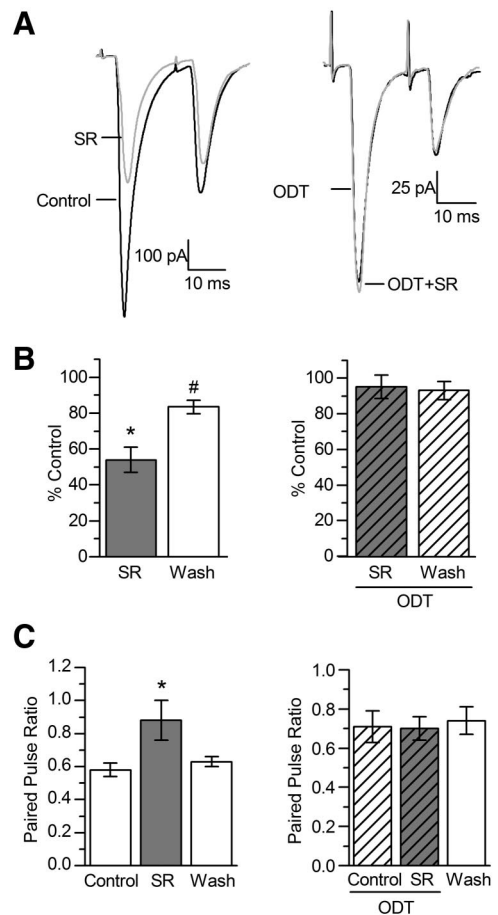 A
SR
Control
100 pA
10 ms
ODT
25 pA
10 ms
ODT+SR
B
% Control
100
80
60
40
20
0
*
#
SR Wash
% Control
100
80
60
40
20
0
SR Wash
ODT
C
Paired Pulse Ratio
1.2
1.0
0.8
0.6
0.4
0.2
0.0
*
Control SR Wash
Paired Pulse Ratio
1.0
0.8
0.6
0.4
0.2
0.0
Control SR Wash
ODT